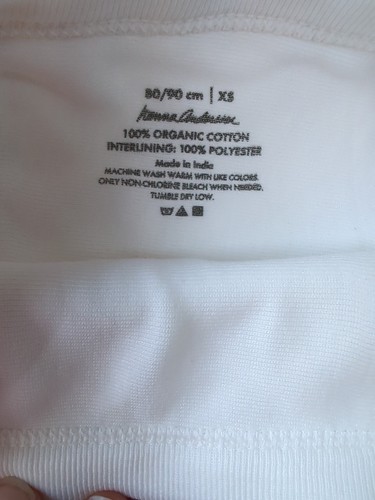 80/90 cm | XS
Hanna Andersson
100% ORGANIC COTTON
INTERLINING: 100% POLYESTER
Made in India
MACHINE WASH WARM WITH LIKE COLORS.
ONLY NON-CHLORINE BLEACH WHEN NEEDED.
TUMBLE DRY LOW.